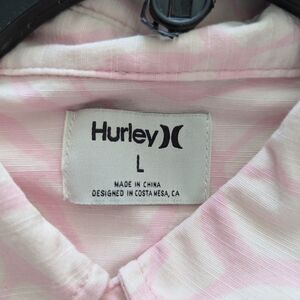 Hurley
L
MADE IN CHINA
DESIGNED IN COSTA MESA, CA